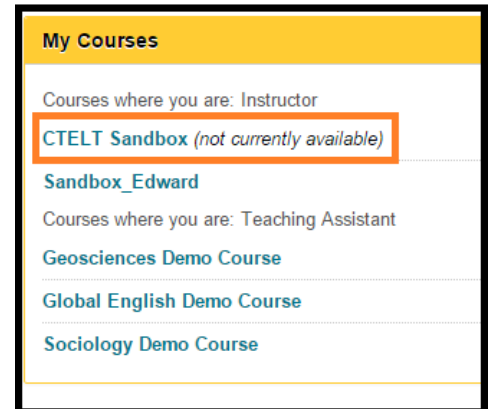 My Courses
Courses where you are: Instructor
CTELT Sandbox (not currently available)
Sandbox_Edward
Courses where you are: Teaching Assistant
Geosciences Demo Course
Global English Demo Course
Sociology Demo Course